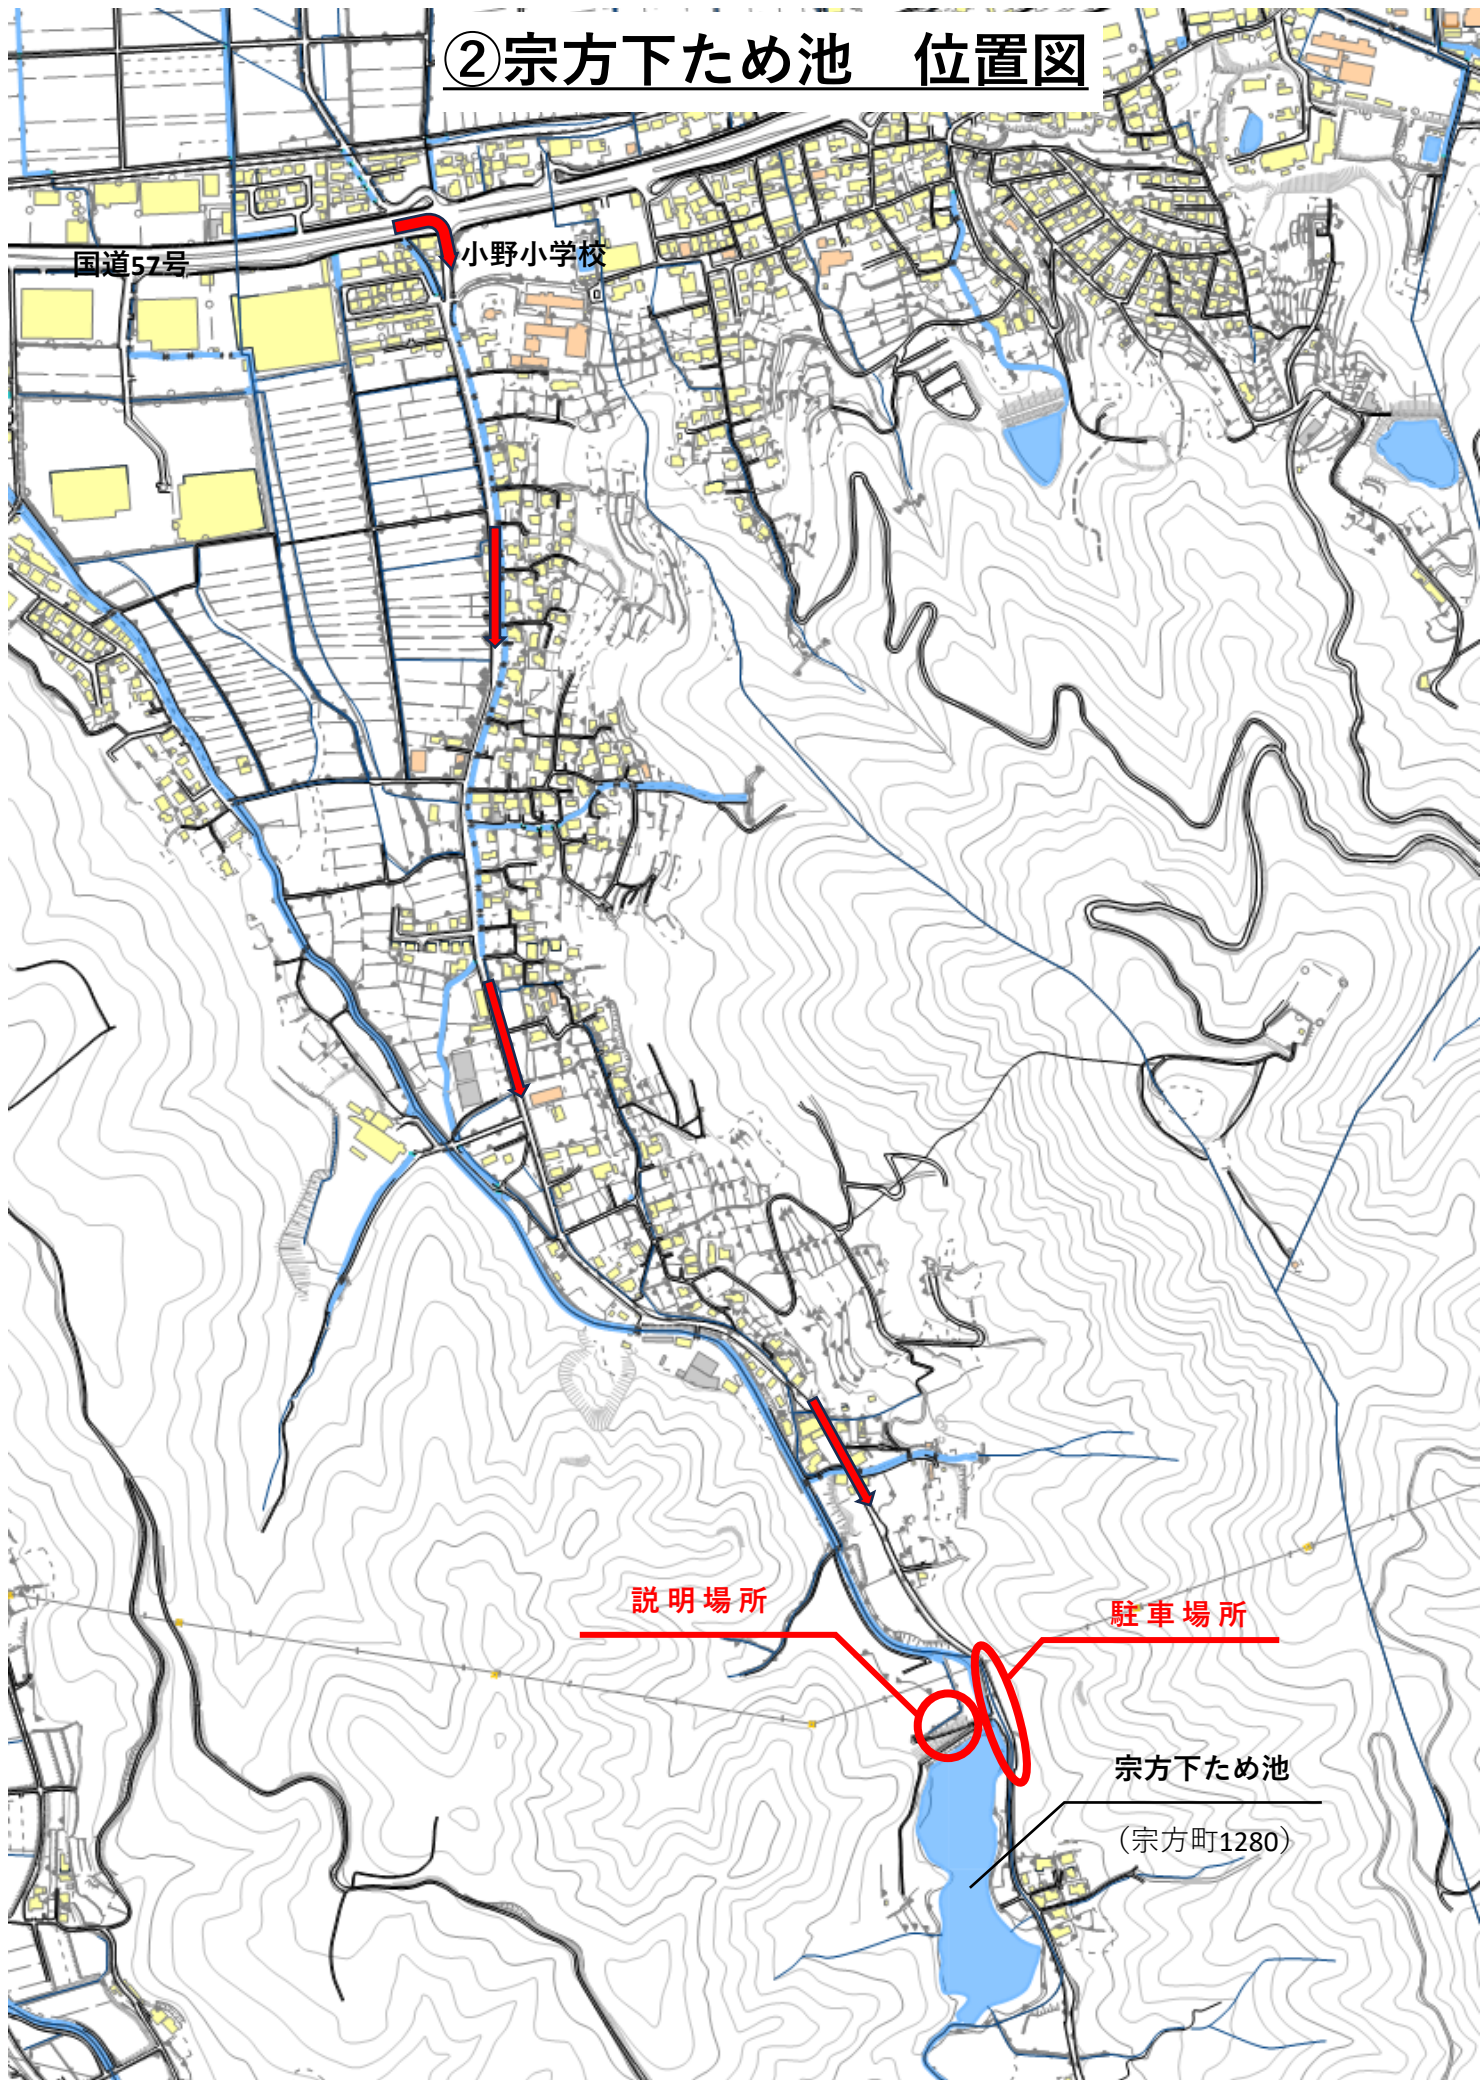 ②宗方下ため池　位置図
国道57号
小野小学校
説明場所
駐車場所
宗方下ため池
（宗方町1280）